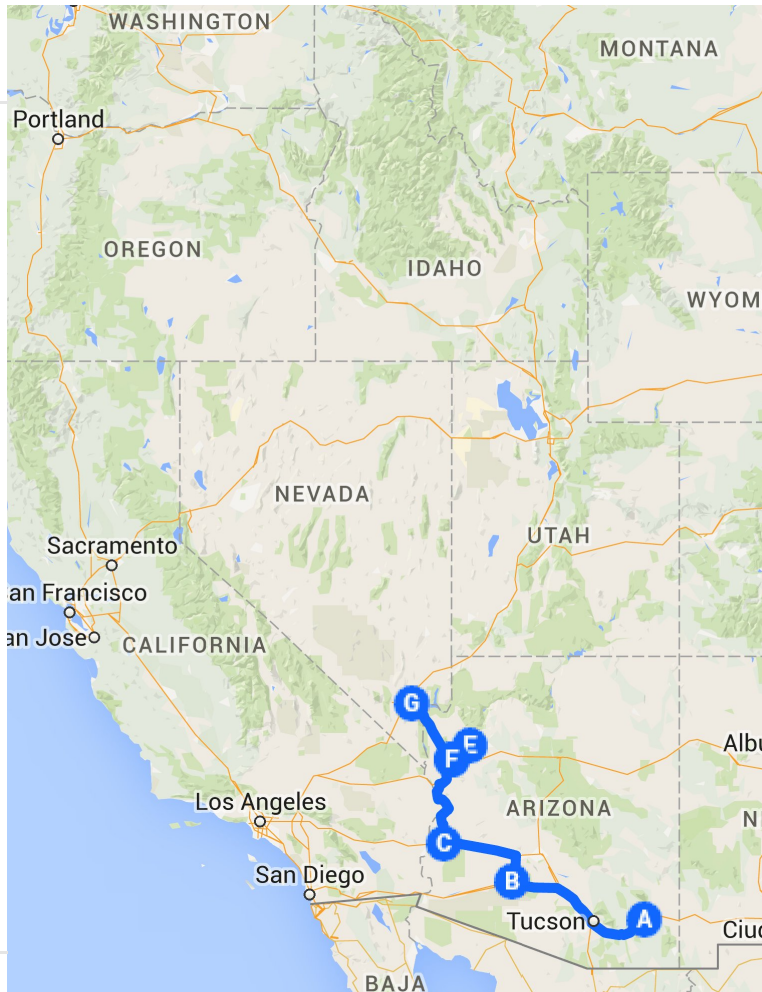 WASHINGTON
MONTANA
Portland
OREGON
IDAHO
WYOM
NEVADA
UTAH
Sacramento
an Francisco
an Jose
CALIFORNIA
G
E
F
Albu
Los Angeles
ARIZONA
N
C
San Diego
B
A
Tucson
Ciud
BAJA